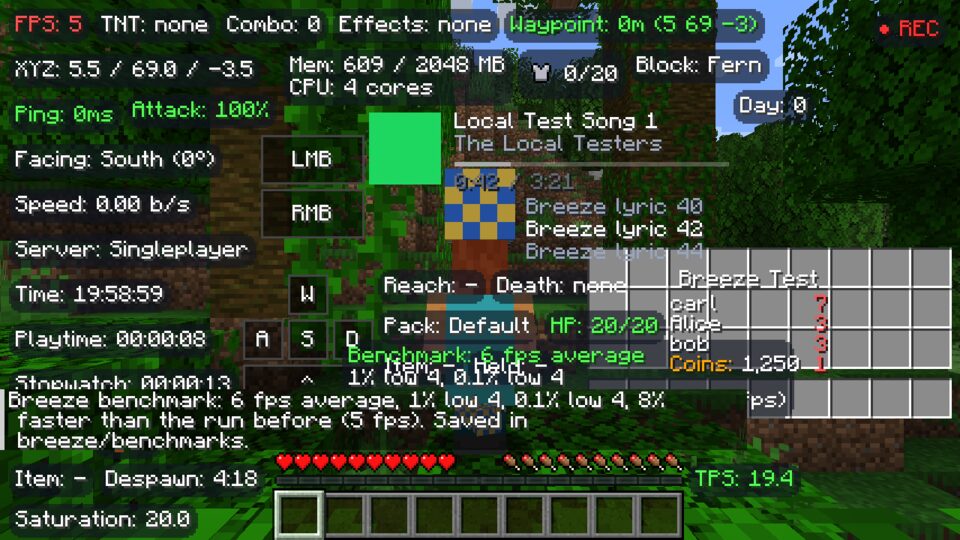 FPS: 5 TNT: none Combo: 0 Effects: none Waypoint: 0m (5 69 -3)
REC
XYZ: 5.5 / 69.0 / -3.5
Mem: 609 / 2048 MB
CPU: 4 cores
0/20
Block: Fern
Day: 0
Ping: 0ms
Attack: 100%
Local Test Song 1
The Local Testers
Facing: South (0°)
LMB
0:42 / 3:21
Speed: 0.00 b/s
RMB
Breeze lyric 40
Breeze lyric 42
Breeze lyric 44
Server: Singleplayer
Time: 19:58:59
W
Reach: - Death: none
Breeze Test
carl 7
Alice 3
bob 3
Coins: 1,250 1
Playtime: 00:00:08
A S D
Pack: Default HP: 20/20
Benchmark: 6 fps average
1% low 4, 0.1% low 4
Item: - Held: -
Stopwatch: 00:00:13
^
Breeze benchmark: 6 fps average, 1% low 4, 0.1% low 4, 8%
faster than the run before (5 fps). Saved in
breeze/benchmarks.
fps)
Item: - Despawn: 4:18
TPS: 19.4
Saturation: 20.0